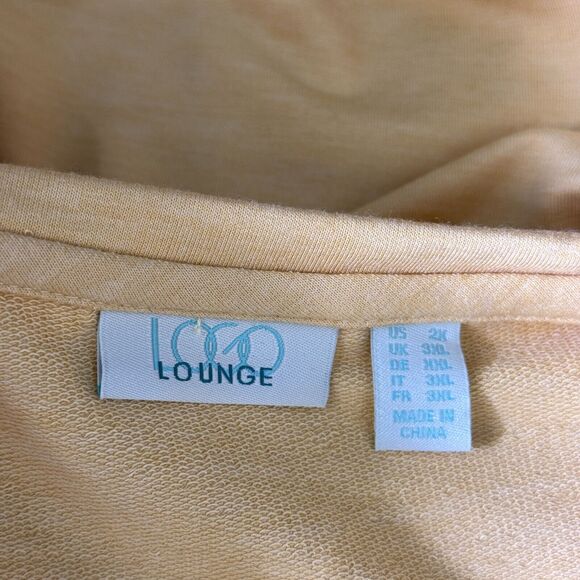 LOGO
LOUNGE
US 2X
UK 3XL
DE XXL
IT 3XL
FR 3XL
MADE IN
CHINA